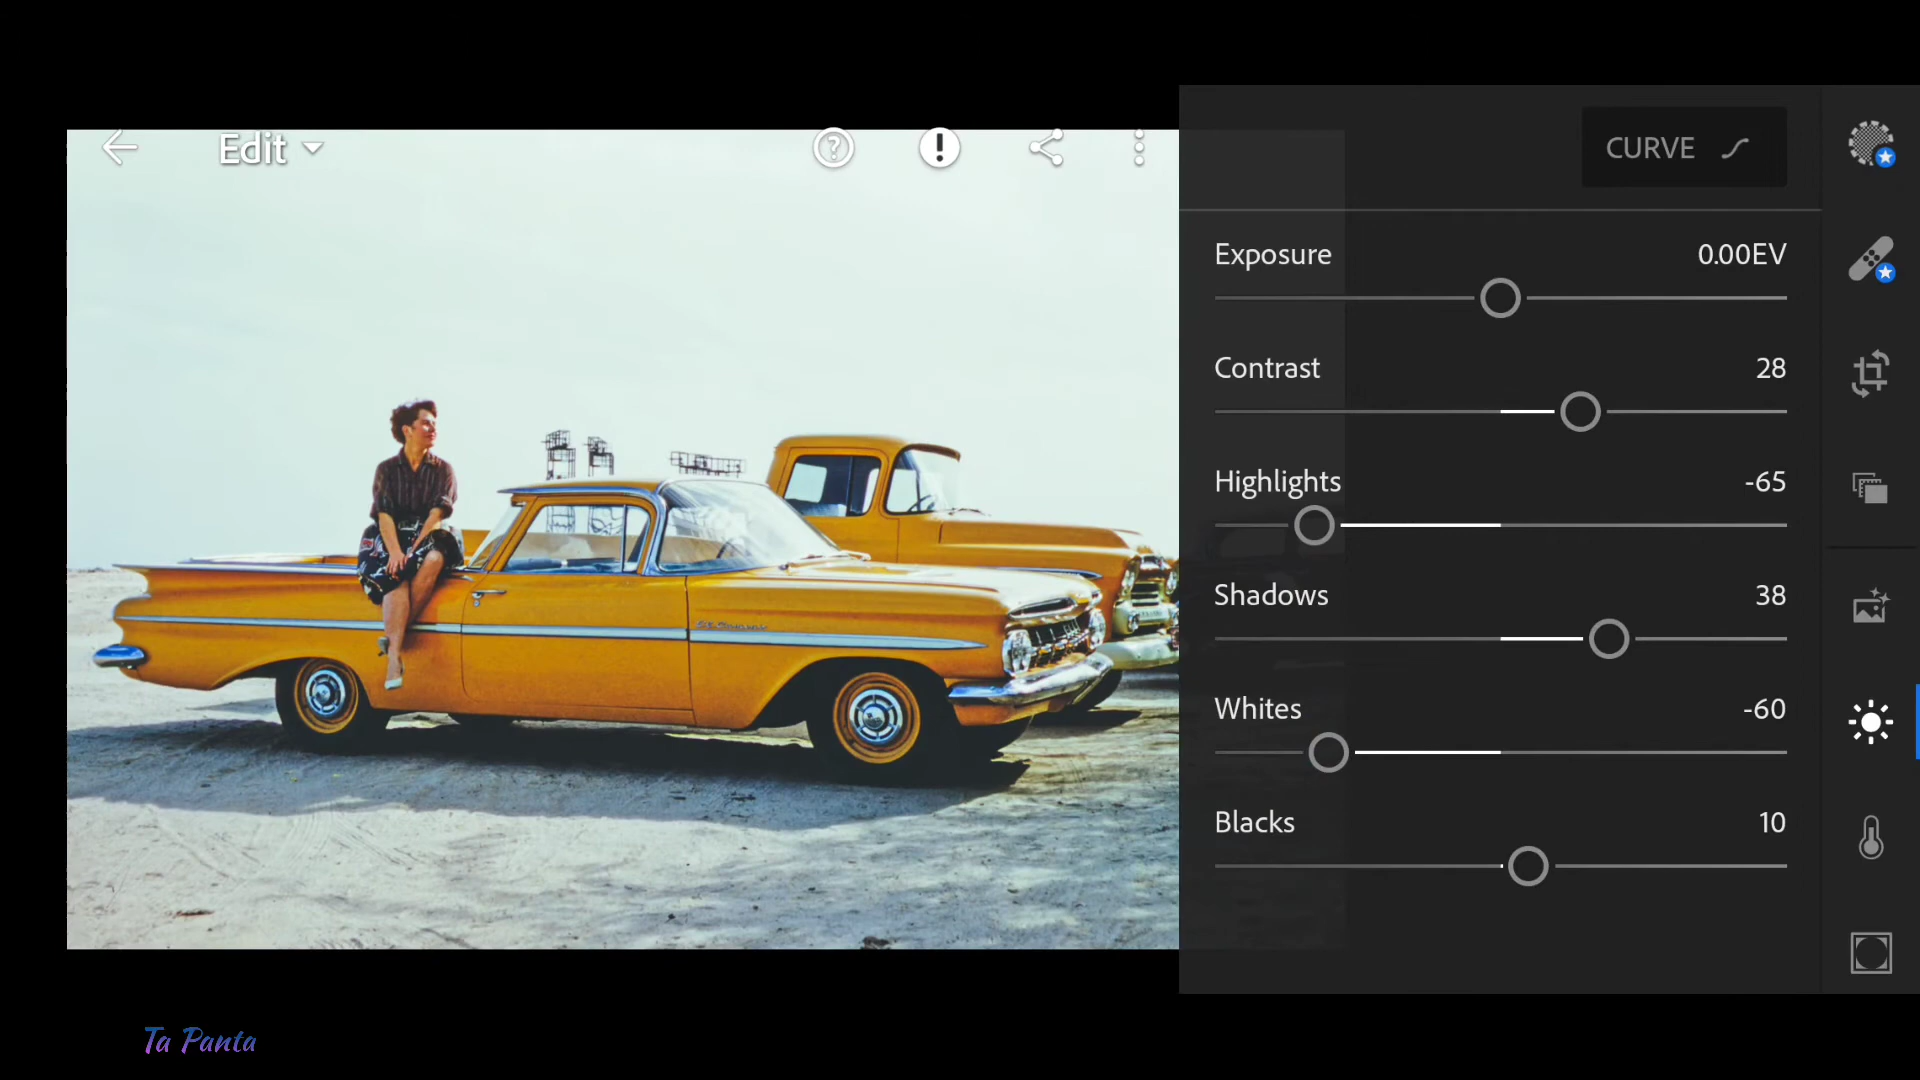 Edit
CURVE
Exposure 0.00EV
Contrast 28
Highlights -65
Shadows 38
Whites -60
Blacks 10
Ta Panta